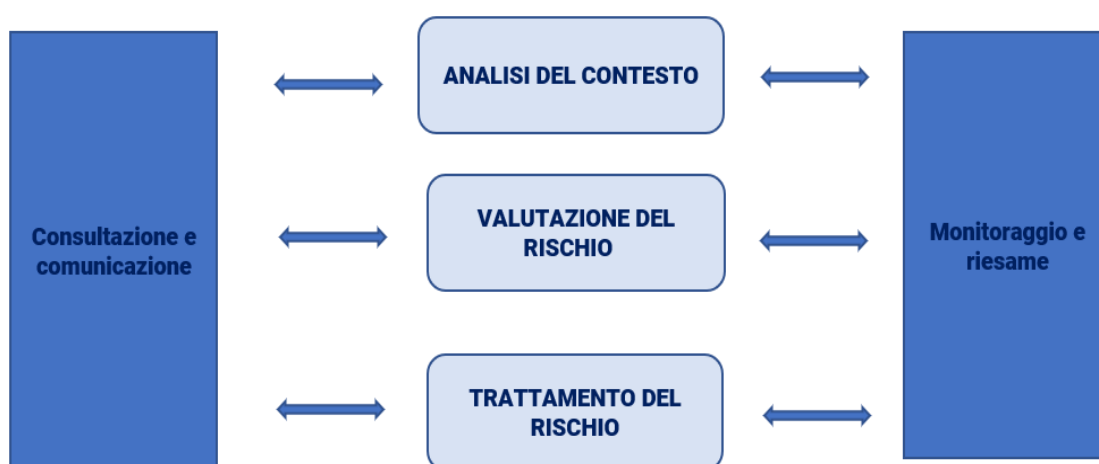 ANALISI DEL CONTESTO
VALUTAZIONE DEL
RISCHIO
Consultazione e
comunicazione
Monitoraggio e
riesame
TRATTAMENTO DEL
RISCHIO